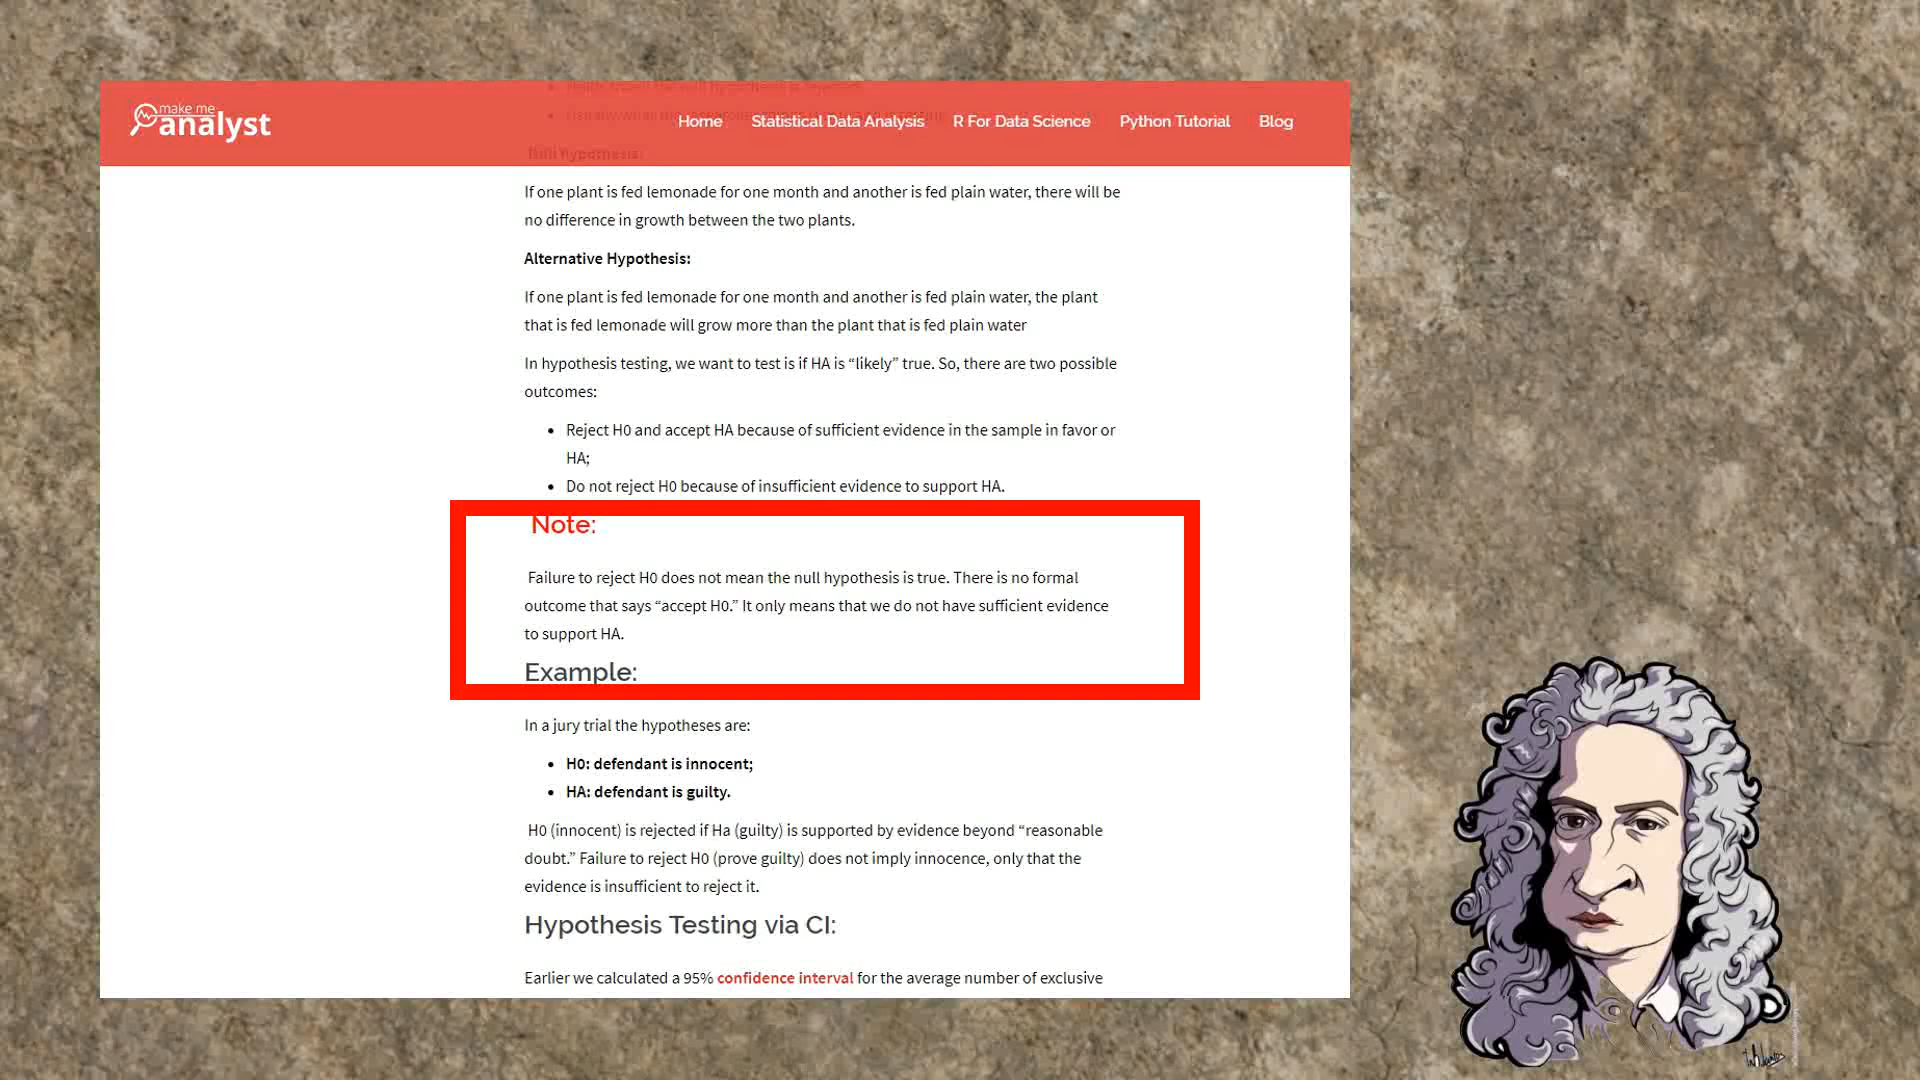 make me
analyst
Home
Statistical Data Analysis
R For Data Science
Python Tutorial
Blog
Null Hypothesis:
If one plant is fed lemonade for one month and another is fed plain water, there will be
no difference in growth between the two plants.
Alternative Hypothesis:
If one plant is fed lemonade for one month and another is fed plain water, the plant
that is fed lemonade will grow more than the plant that is fed plain water
In hypothesis testing, we want to test is if HA is “likely” true. So, there are two possible
outcomes:
• Reject H0 and accept HA because of sufficient evidence in the sample in favor or
HA;
• Do not reject H0 because of insufficient evidence to support HA.
Note:
Failure to reject H0 does not mean the null hypothesis is true. There is no formal
outcome that says “accept H0.” It only means that we do not have sufficient evidence
to support HA.
Example:
In a jury trial the hypotheses are:
• H0: defendant is innocent;
• HA: defendant is guilty.
H0 (innocent) is rejected if Ha (guilty) is supported by evidence beyond “reasonable
doubt.” Failure to reject H0 (prove guilty) does not imply innocence, only that the
evidence is insufficient to reject it.
Hypothesis Testing via CI:
Earlier we calculated a 95% confidence interval for the average number of exclusive